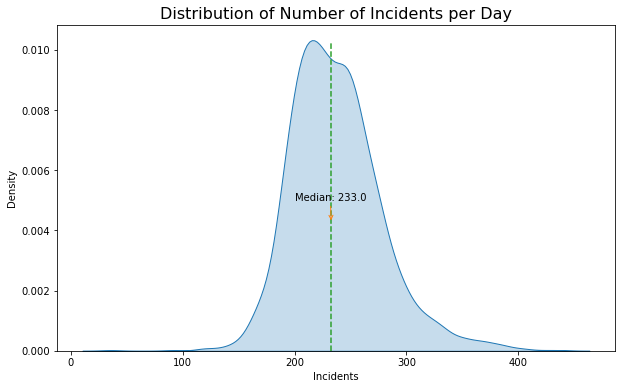 Distribution of Number of Incidents per Day
0.010
0.008
0.006
0.004
0.002
0.000
Density
Median: 233.0
0
100
200
300
400
Incidents